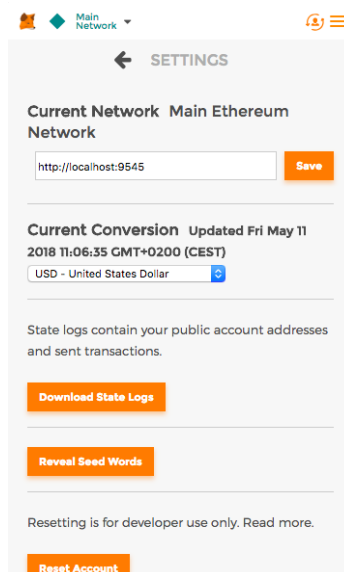 Main
Network
SETTINGS
Current Network Main Ethereum
Network
http://localhost:9545
Save
Current Conversion Updated Fri May 11
2018 11:06:35 GMT+0200 (CEST)
USD - United States Dollar
State logs contain your public account addresses
and sent transactions.
Download State Logs
Reveal Seed Words
Resetting is for developer use only. Read more.
Reset Account